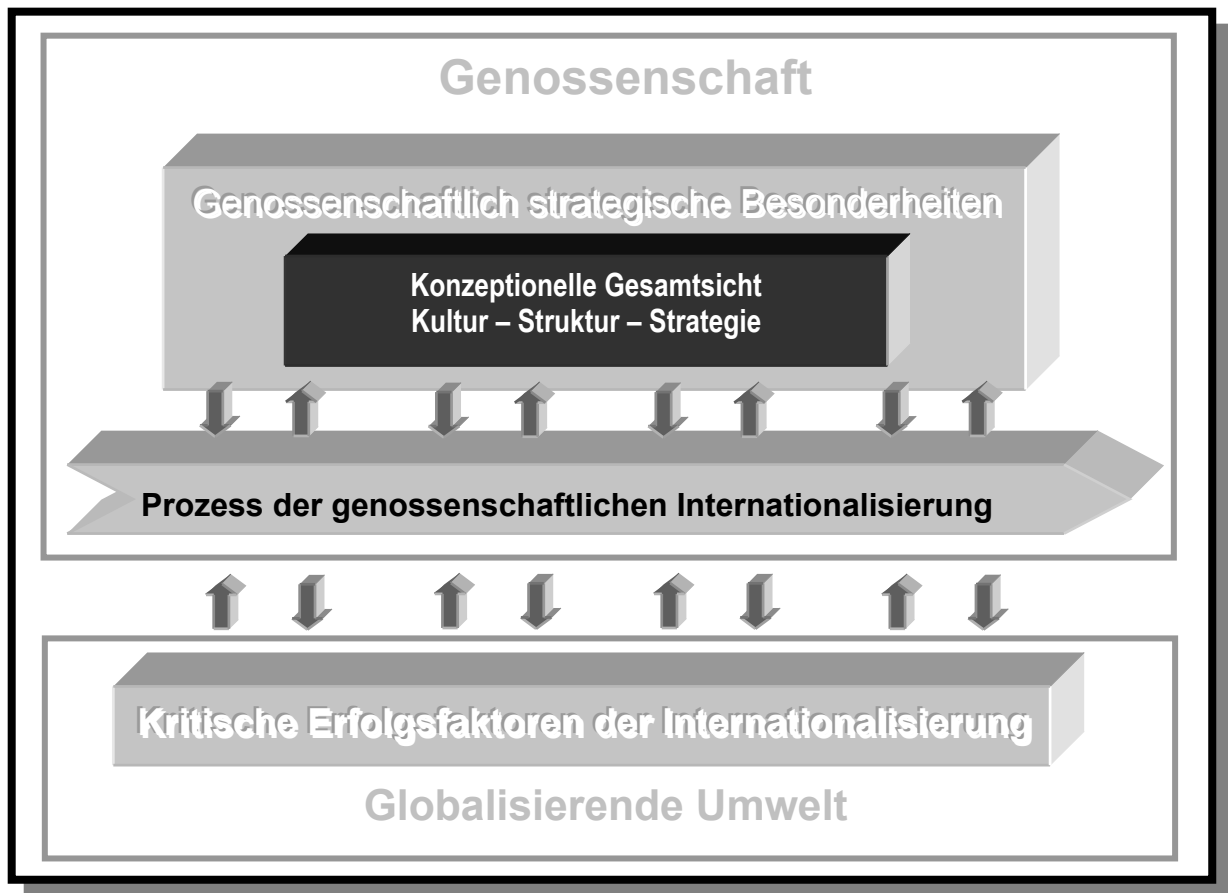 Genossenschaft
Genossenschaftlich strategische Besonderheiten
Konzeptionelle Gesamtsicht
Kultur – Struktur – Strategie
Prozess der genossenschaftlichen Internationalisierung
Kritische Erfolgsfaktoren der Internationalisierung
Globalisierende Umwelt